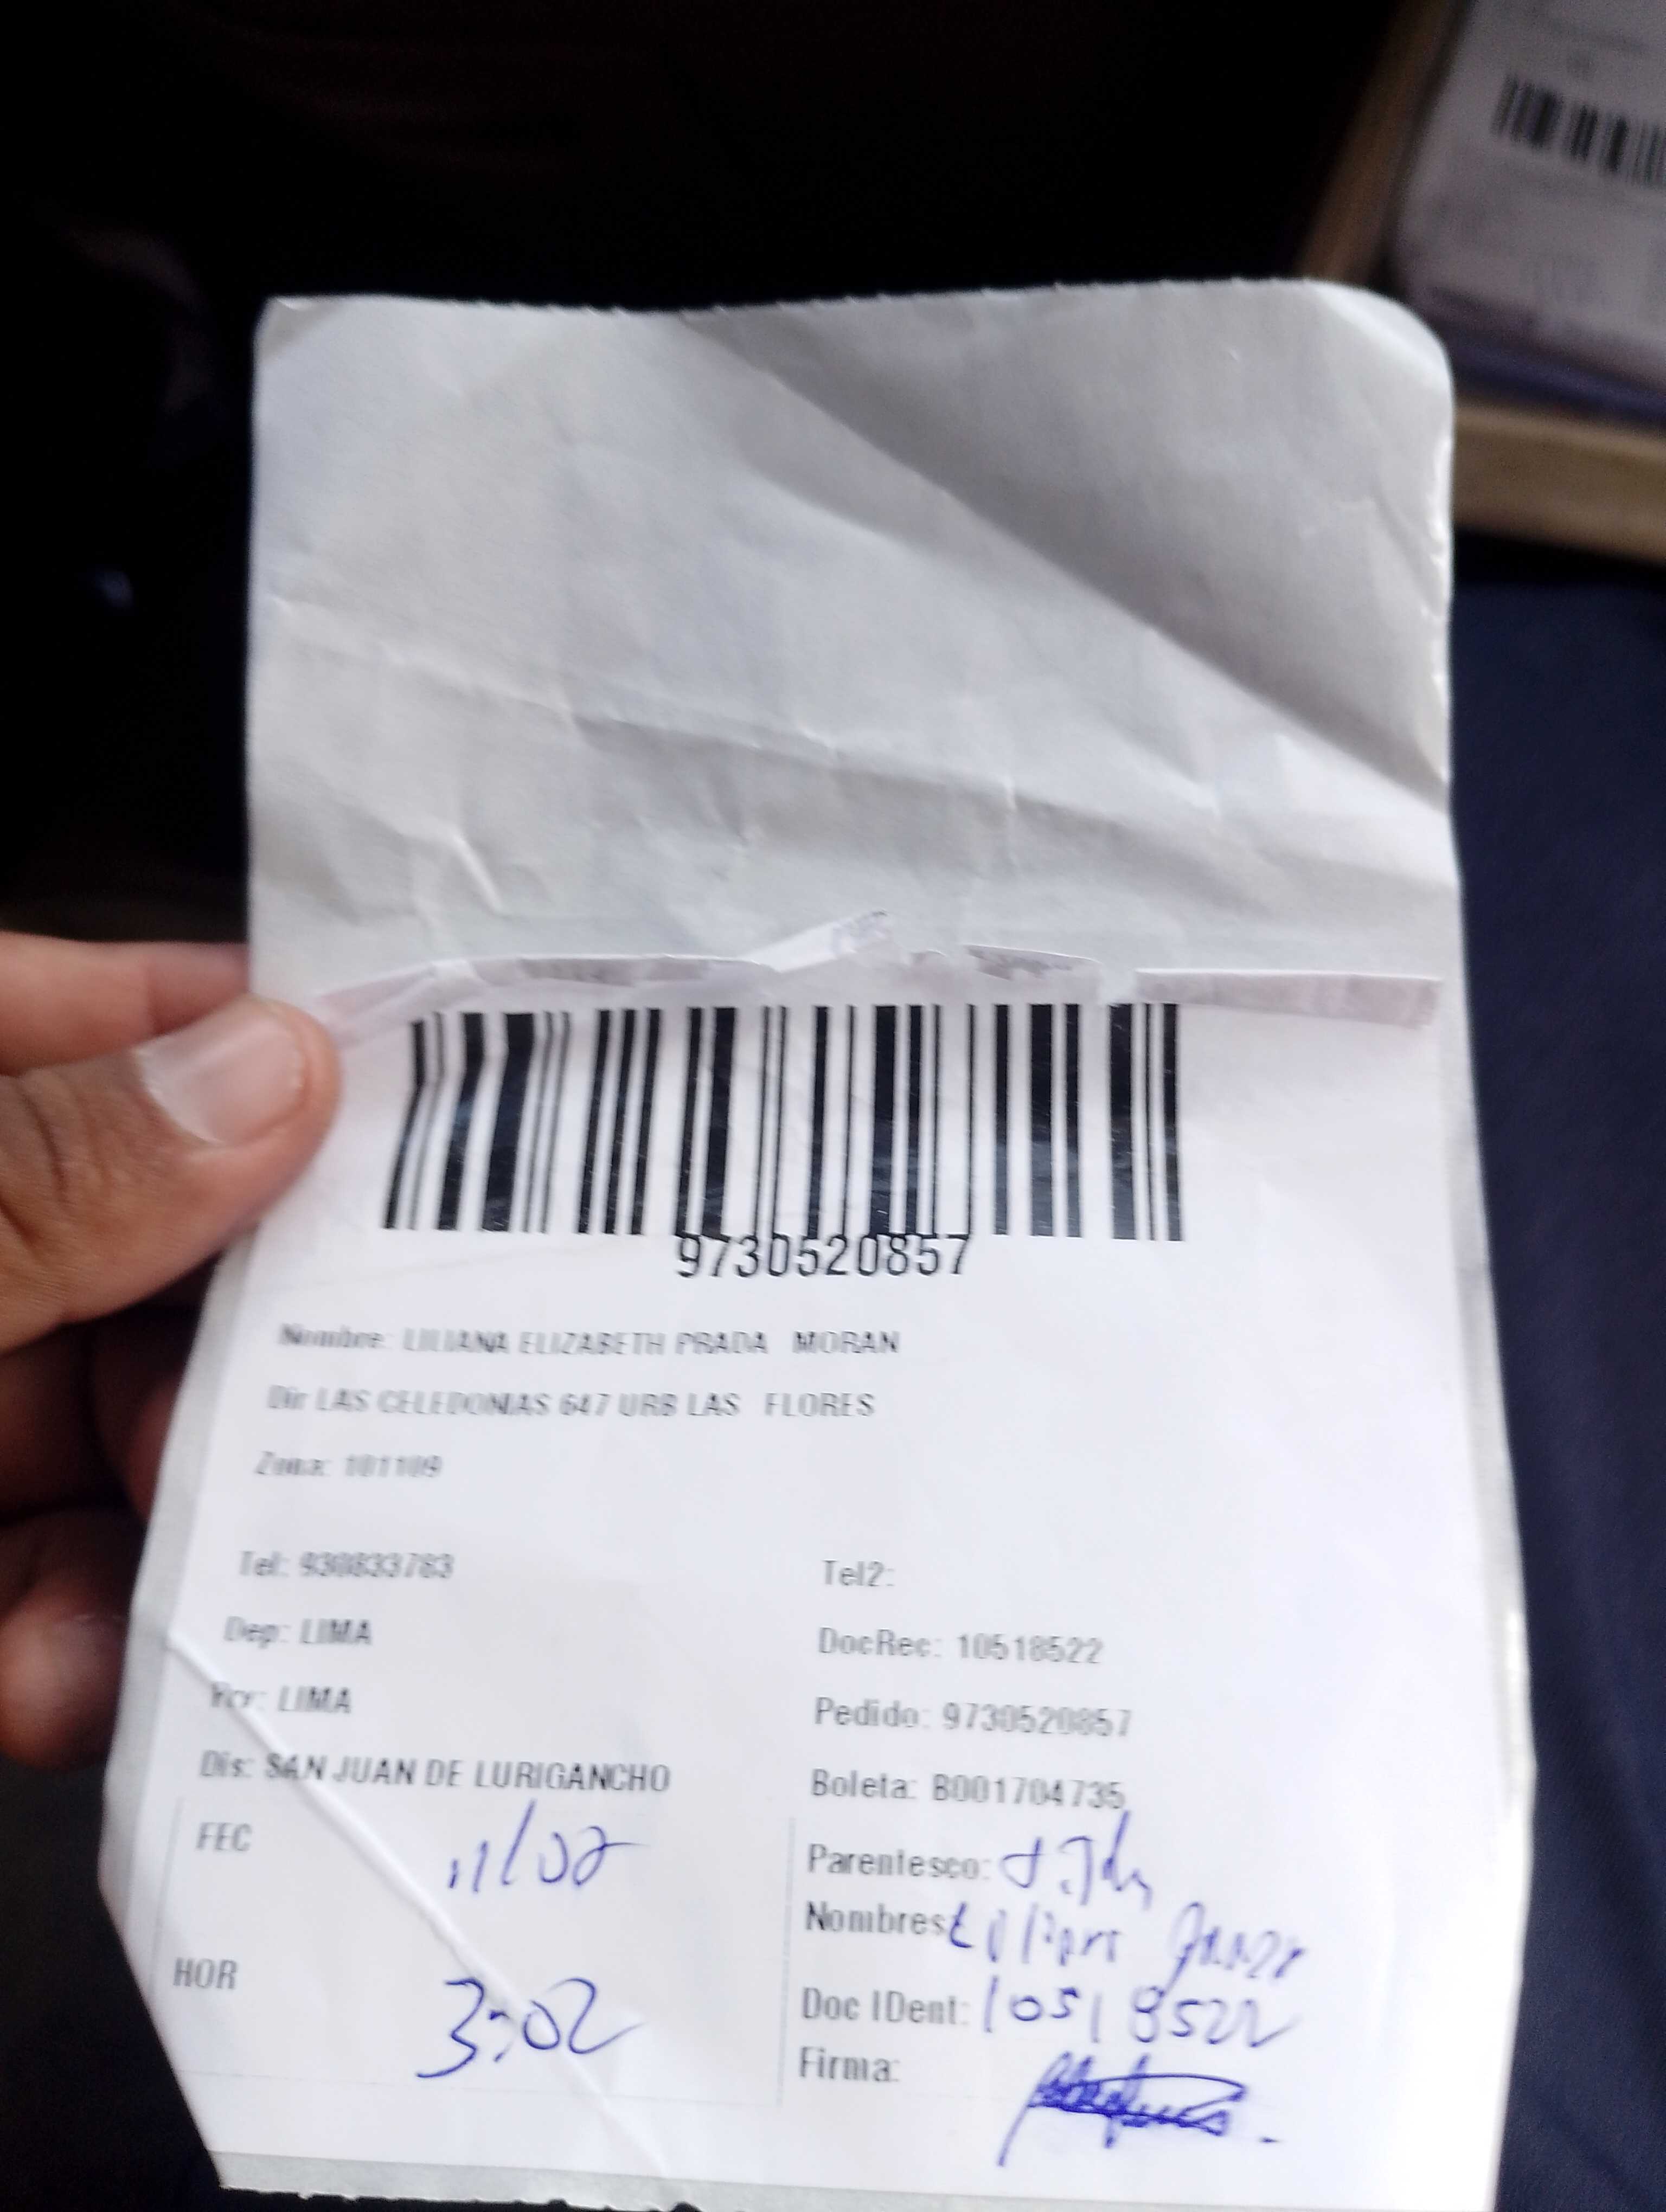 9730520857
Nombre: LILIANA ELIZABETH PRADA MORAN
Dir LAS CELEDONIAS 647 URB LAS FLORES
Zona: 101109
Tel: 930833783 Tel2:
Dep: LIMA DocRec: 10518522
Prv: LIMA Pedido: 9730520857
Dis: SAN JUAN DE LURIGANCHO Boleta: B001704735
FEC 11/02 Parentesco:
Nombres:
HOR 3:02 Doc IDent: 10518522
Firma: